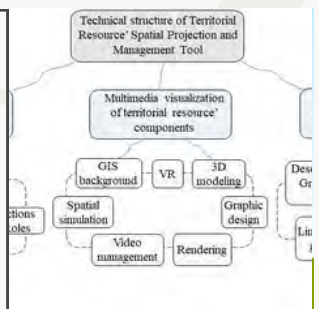 Technical structure of Territorial
Resource' Spatial Projection and
Management Tool
Multimedia visualization
of territorial resource'
components
GIS
background
VR
3D
modeling
Spatial
simulation
Graphic
design
Video
management
Rendering